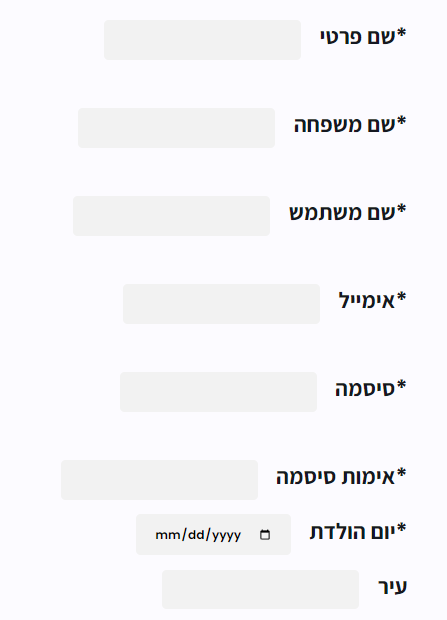 *שם פרטי
*שם משפחה
*שם משתמש
*אימייל
*סיסמה
*אימות סיסמה
*יום הולדת mm/dd/yyyy
עיר